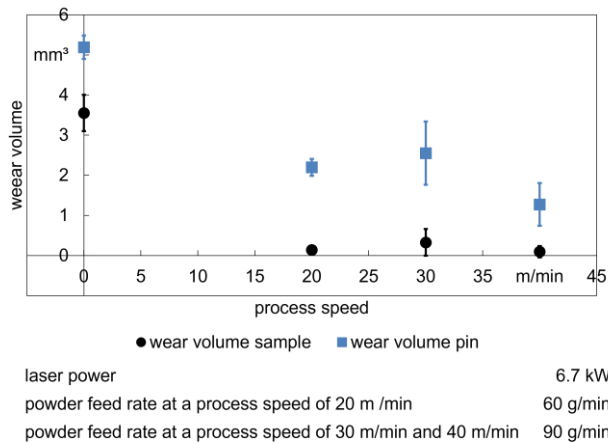 6
mm³
5
4
3
2
1
0
weear volume
0 5 10 15 20 25 30 35 m/min 45
process speed
wear volume sample wear volume pin
laser power 6.7 kW
powder feed rate at a process speed of 20 m /min 60 g/min
powder feed rate at a process speed of 30 m/min and 40 m/min 90 g/min